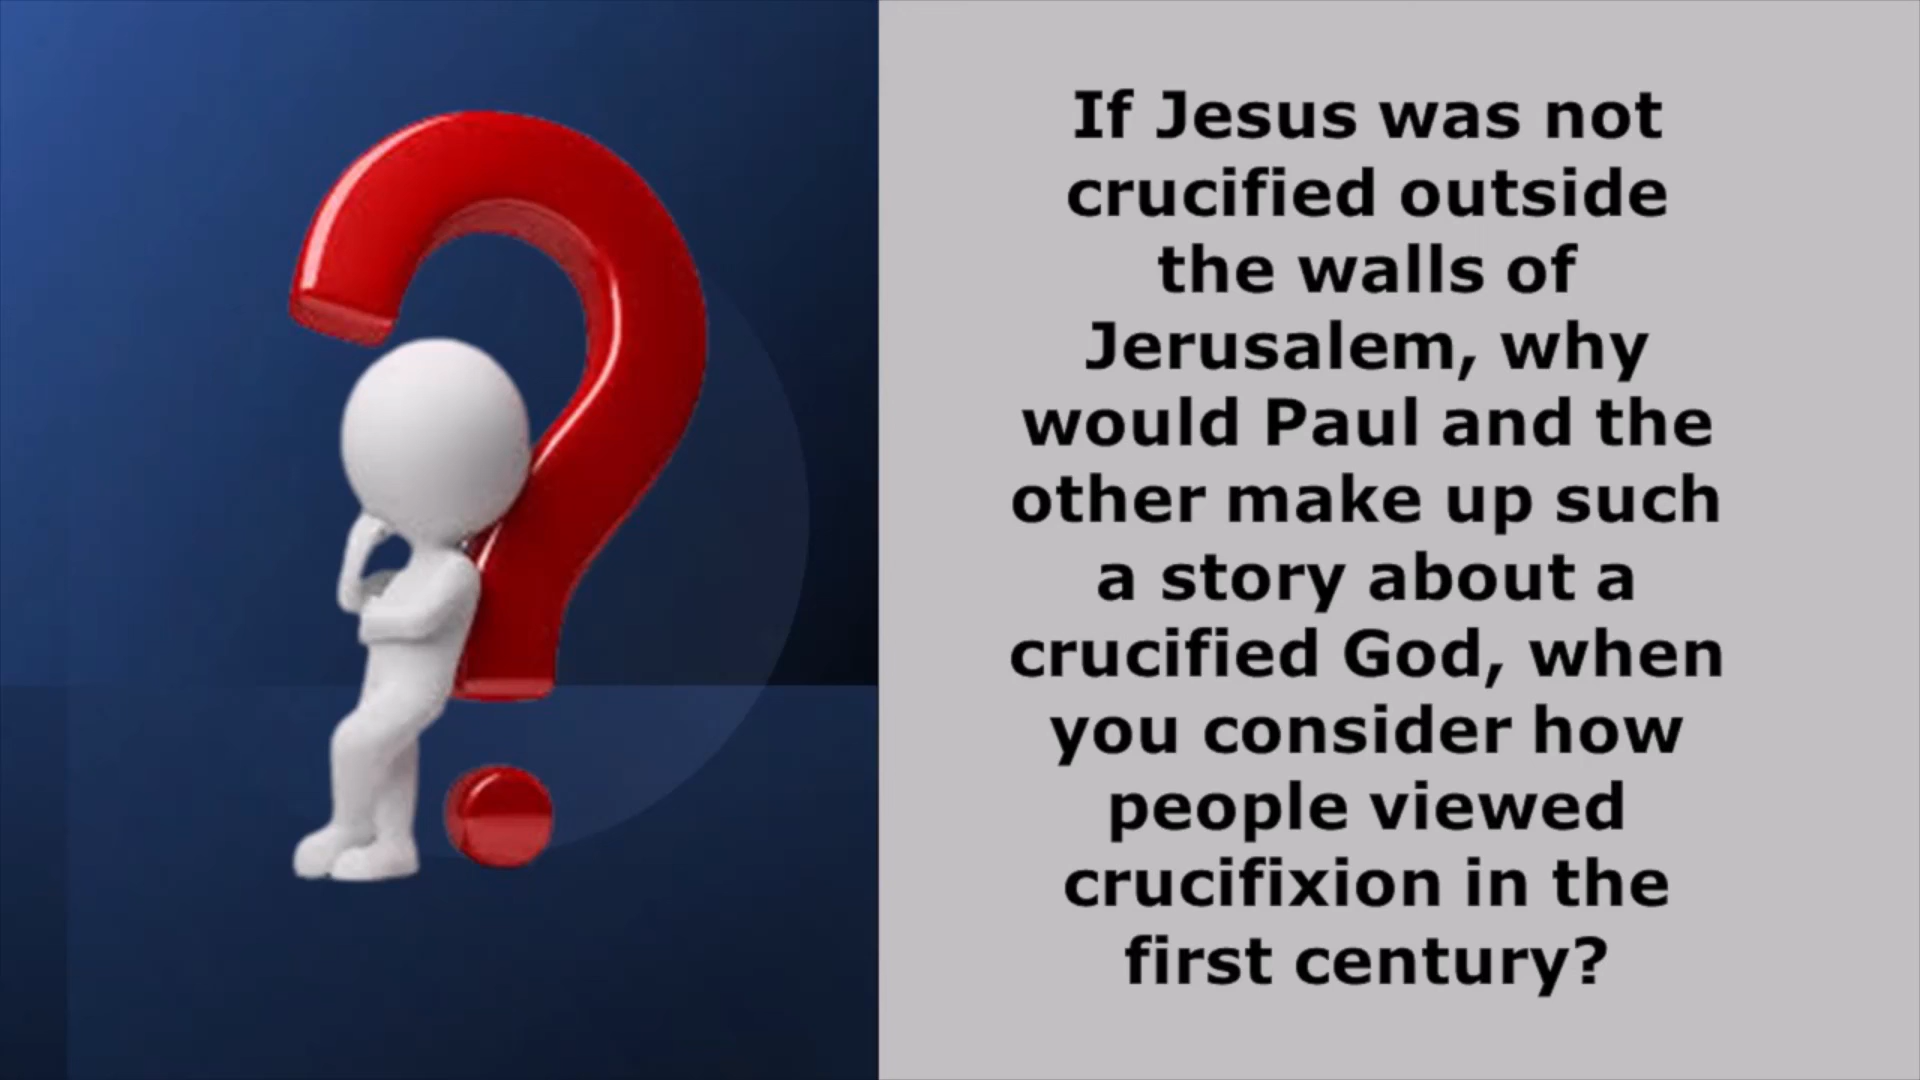 If Jesus was not
crucified outside
the walls of
Jerusalem, why
would Paul and the
other make up such
a story about a
crucified God, when
you consider how
people viewed
crucifixion in the
first century?